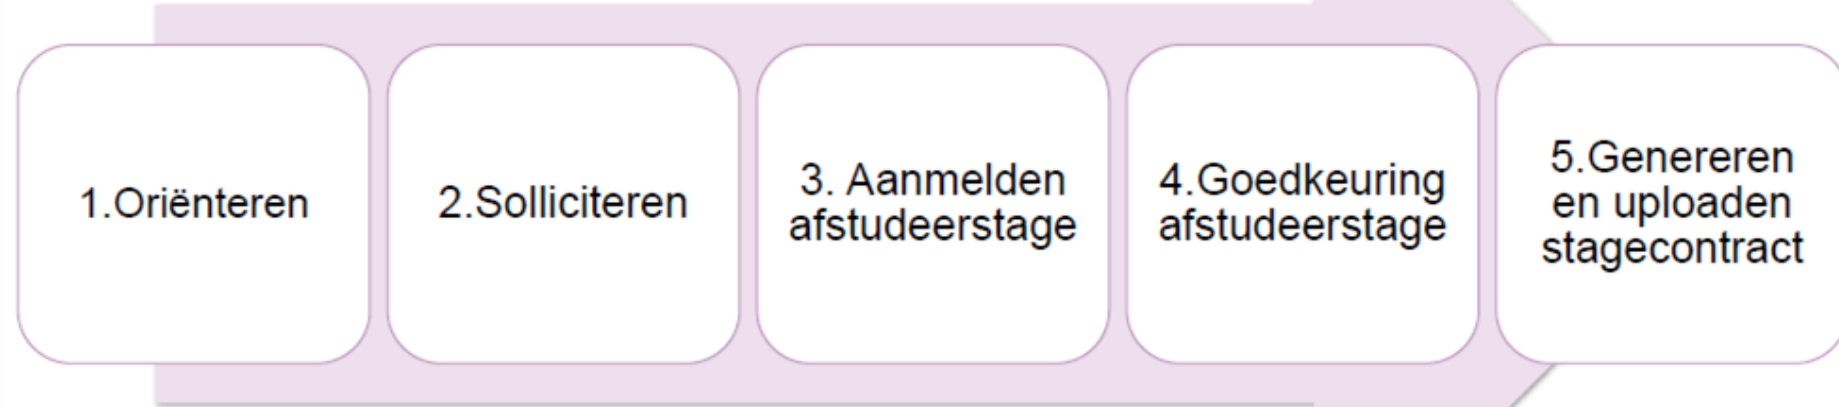 1.Oriënteren
2.Solliciteren
3. Aanmelden
afstudeerstage
4.Goedkeuring
afstudeerstage
5.Genereren
en uploaden
stagecontract